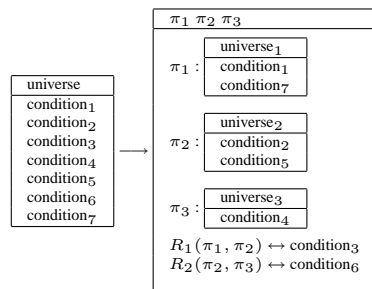 universe
condition₁
condition₂
condition₃
condition₄
condition₅
condition₆
condition₇
→
π₁ π₂ π₃
π₁ : universe₁
condition₁
condition₇
π₂ : universe₂
condition₂
condition₅
π₃ : universe₃
condition₄
R₁(π₁, π₂) ↔ condition₃
R₂(π₂, π₃) ↔ condition₆